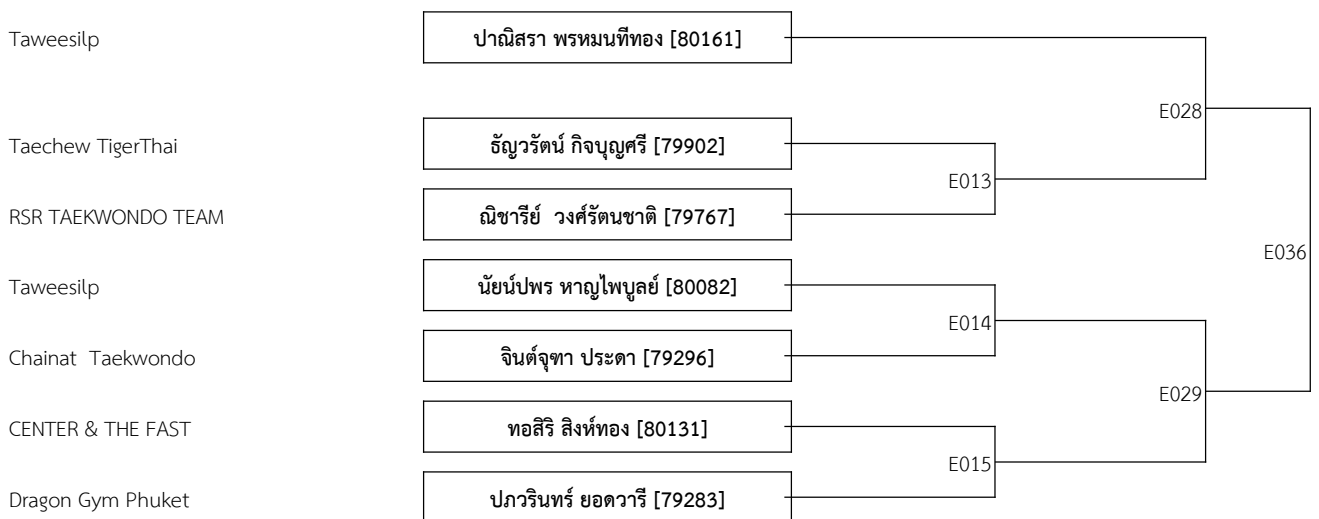 Taweesilp
ปาณิสรา พรหมนทีทอง [80161]
E028
Taechew TigerThai
ธัญวรัตน์ กิจบุญศรี [79902]
E013
RSR TAEKWONDO TEAM
ณิชารีย์  วงศ์รัตนชาติ [79767]
E036
Taweesilp
นัยน์ปพร หาญไพบูลย์ [80082]
E014
Chainat  Taekwondo
จินต์จุฑา ประดา [79296]
E029
CENTER & THE FAST
ทอสิริ สิงห์ทอง [80131]
E015
Dragon Gym Phuket
ปภวรินทร์ ยอดวารี [79283]